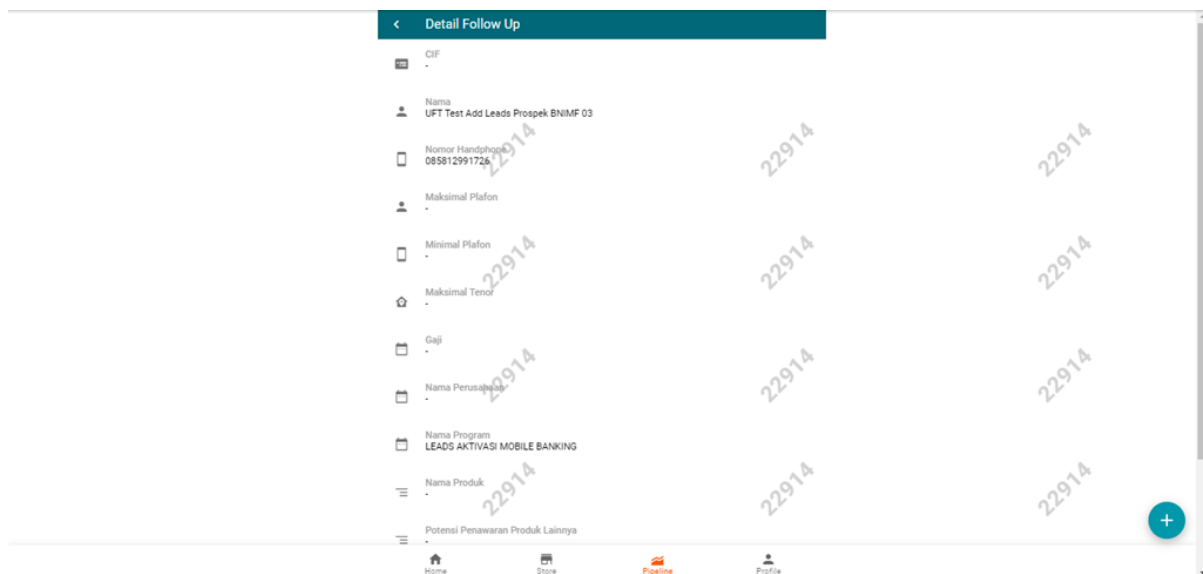 Detail Follow Up
CIF
-
Nama
UFT Test Add Leads Prospek BNIMF 03
Nomor Handphone
085812991726
22914
22914
22914
Maksimal Plafon
-
Minimal Plafon
-
22914
22914
22914
Maksimal Tenor
-
Gaji
-
Nama Perusahaan
-
22914
22914
22914
Nama Program
LEADS AKTIVASI MOBILE BANKING
Nama Produk
-
22914
22914
22914
Potensi Penawaran Produk Lainnya
-
Home
Store
Pipeline
Profile